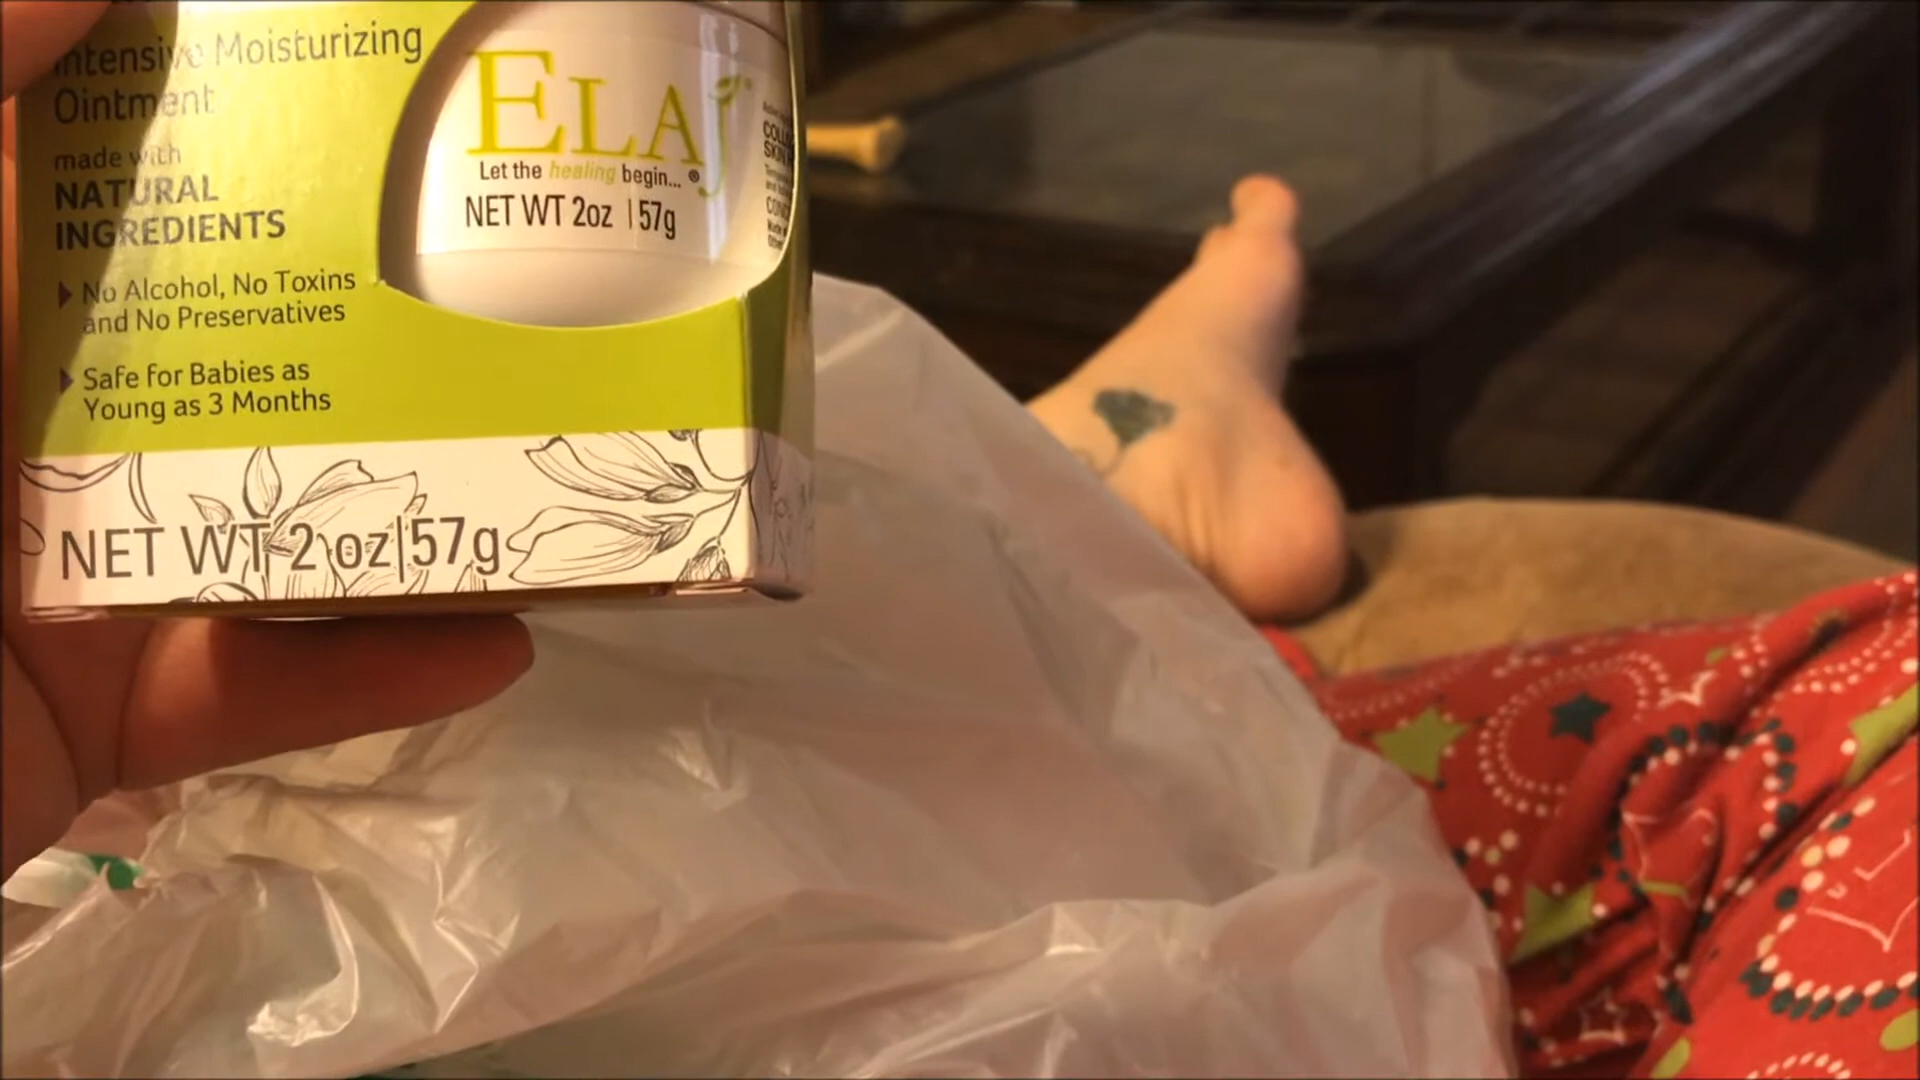 Intensive Moisturizing
Ointment
made with
NATURAL
INGREDIENTS
No Alcohol, No Toxins
and No Preservatives
Safe for Babies as
Young as 3 Months
NET WT 2 oz|57g
ELAJ
Let the healing begin... ®
NET WT 2oz | 57g